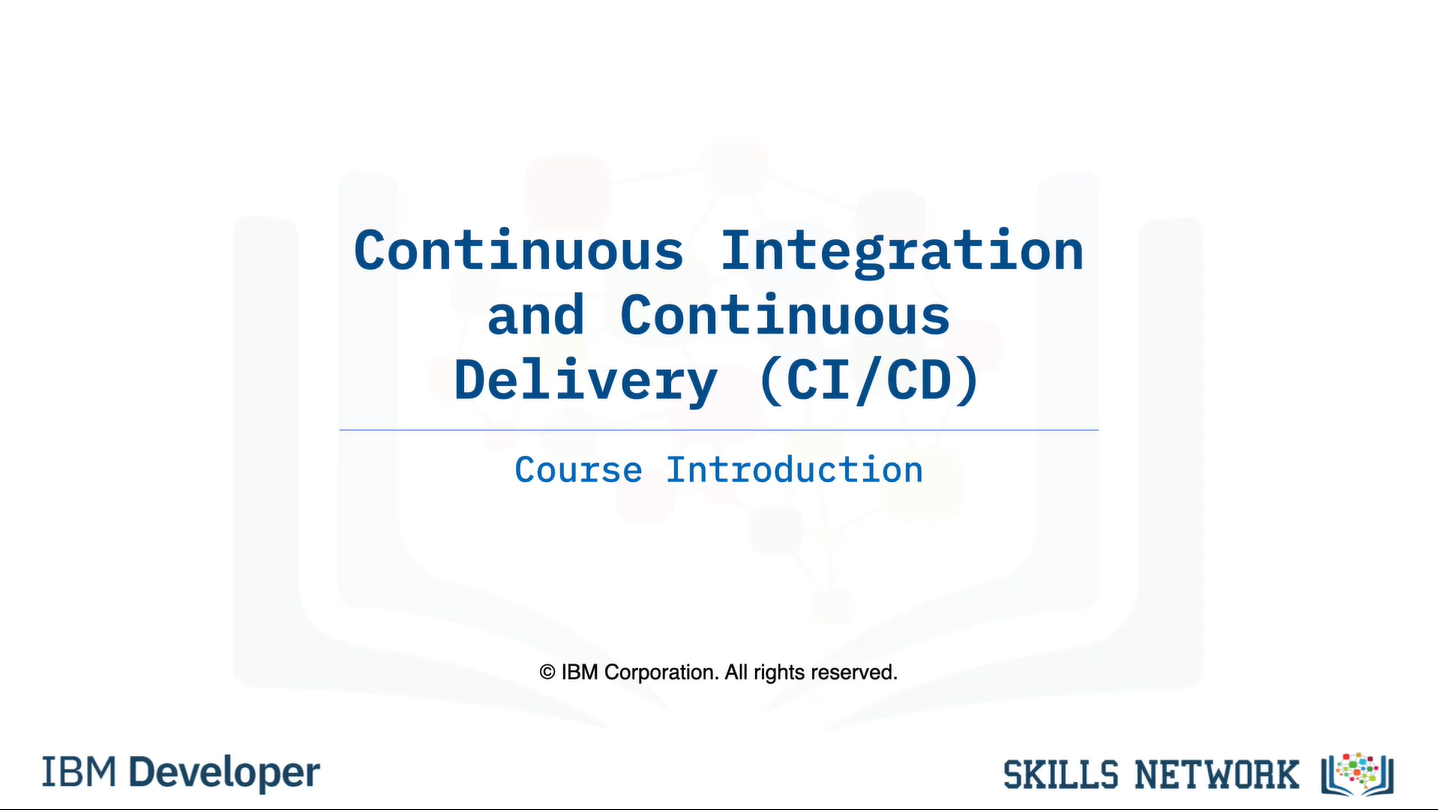 Continuous Integration
and Continuous
Delivery (CI/CD)
Course Introduction
© IBM Corporation. All rights reserved.
IBM Developer
SKILLS NETWORK